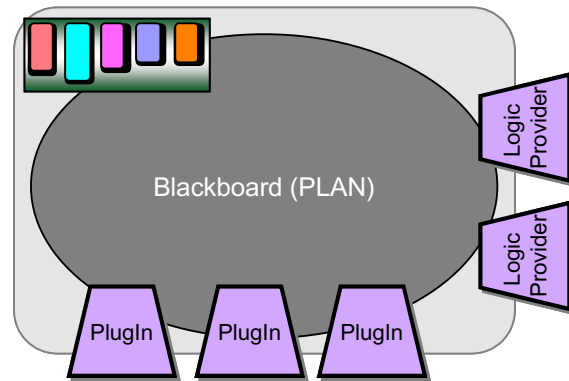 Logic
Provider
Blackboard (PLAN)
Logic
Provider
PlugIn
PlugIn
PlugIn